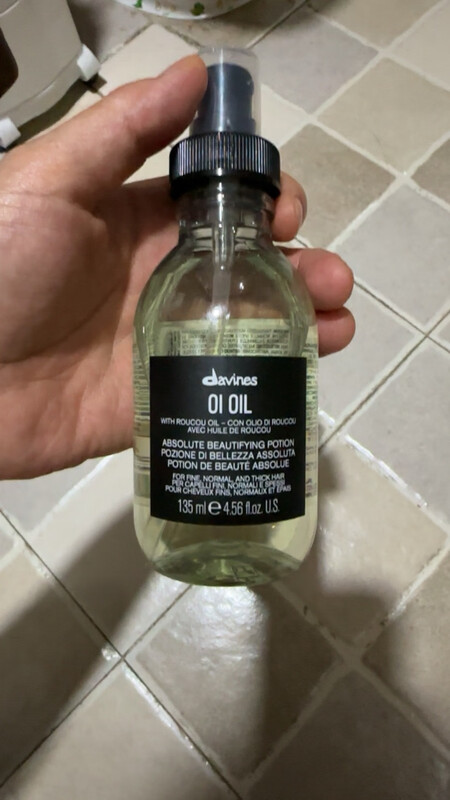 davines
OI OIL
WITH ROUCOU OIL – CON OLIO DI ROUCOU
AVEC HUILE DE ROUCOU
ABSOLUTE BEAUTIFYING POTION
POZIONE DI BELLEZZA ASSOLUTA
POTION DE BEAUTÉ ABSOLUE
FOR FINE, NORMAL, AND THICK HAIR
PER CAPELLI FINI, NORMALI E SPESSI
POUR CHEVEUX FINS, NORMAUX ET ÉPAIS
135 ml ℮ 4.56 fl.oz. U.S.